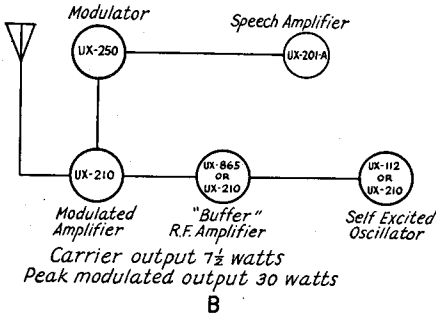 Modulator
Speech Amplifier
UX-250
UX-201-A
UX-210
UX-865
OR
UX-210
UX-112
OR
UX-210
Modulated
Amplifier
"Buffer"
R.F. Amplifier
Self Excited
Oscillator
Carrier output 7½ watts
Peak modulated output 30 watts
B